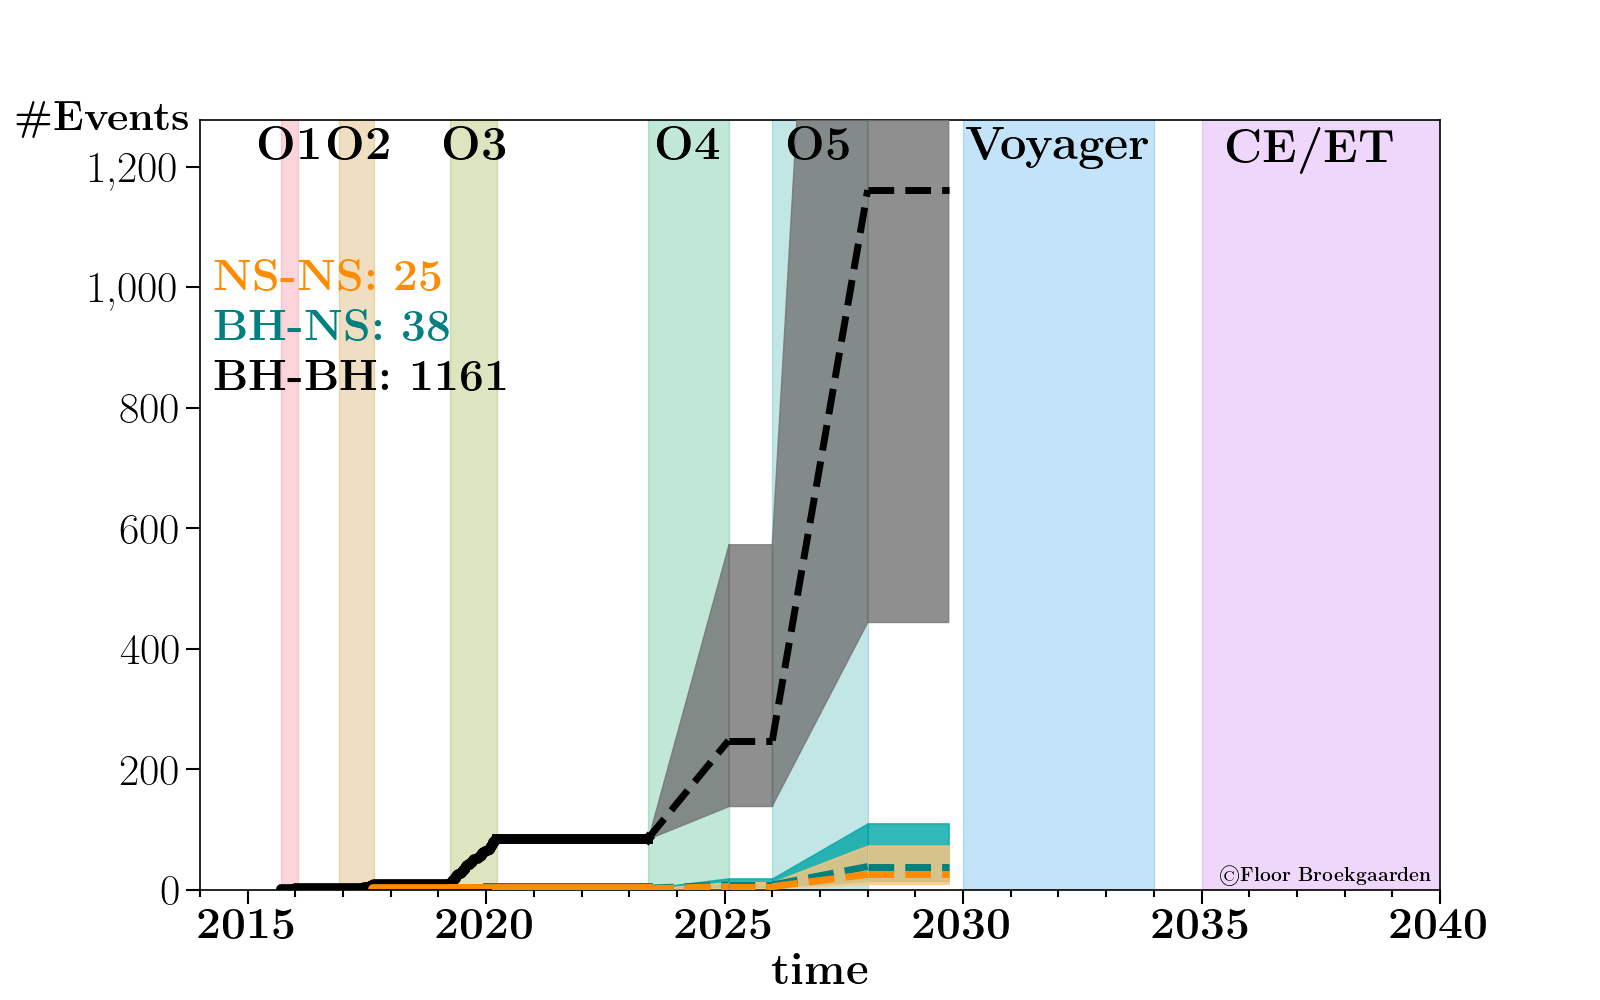 #Events
O1 O2 O3 O4 O5 Voyager CE/ET
1,200
NS-NS: 25
1,000
BH-NS: 38
BH-BH: 1161
800
600
400
200
©Floor Broekgaarden
0
2015 2020 2025 2030 2035 2040
time